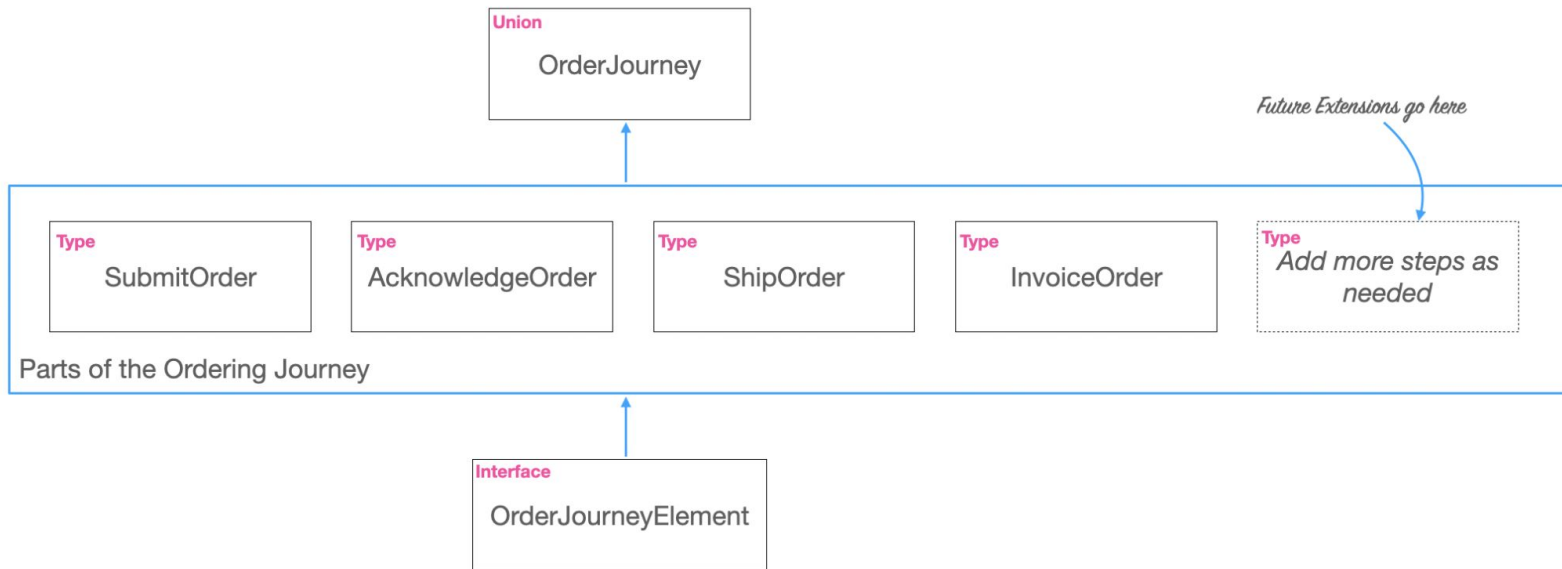 Union
OrderJourney
Future Extensions go here
Type
SubmitOrder
Type
AcknowledgeOrder
Type
ShipOrder
Type
InvoiceOrder
Type
Add more steps as
needed
Parts of the Ordering Journey
Interface
OrderJourneyElement